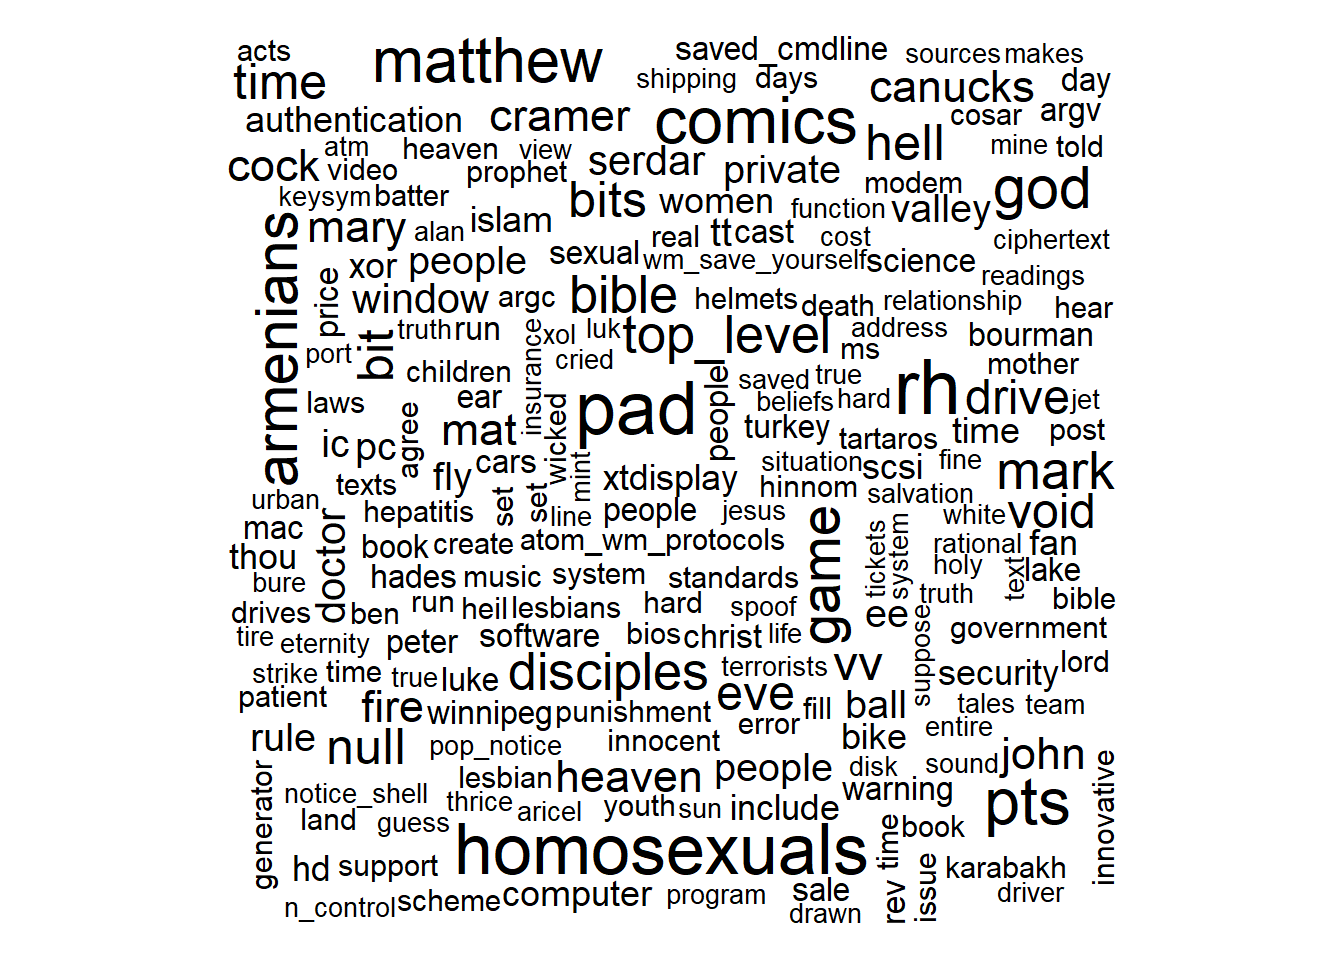 acts matthew saved_cmdline sources makes
time shipping days canucks day
authentication cramer comics cosar argv
atm heaven view hell mine told
cock video prophet serdar private modem god
keysym batter bits women function valley
mary alan islam real tt cast cost ciphertext
armenians xor people sexual wm_save_yourself science readings
price window argc bible helmets death relationship hear
port bit truth run insurance xol luk top_level address bourman
children cried ms mother
laws ear pad people saved true rh drive jet
agree mat wicked beliefs hard
ic pc turkey tartaros time post
texts fly cars mint xtdisplay situation scsi fine mark
urban set set hinnom salvation
mac doctor hepatitis line people jesus game white void
thou book create atom_wm_protocols tickets system rational fan
bure hades music system standards holy text lake
drives ben run heil lesbians hard spoof ee truth bible
tire eternity peter software bios christ life suppose government
strike time true luke disciples terrorists vv security lord
patient fire winnipeg punishment eve fill ball tales team
rule null pop_notice innocent error bike entire
generator lesbian heaven people disk sound john innovative
notice_shell thrice aricel youth sun include warning pts
land guess time book
hd support homosexuals rev issue karabakh
n_control scheme computer program sale driver
drawn